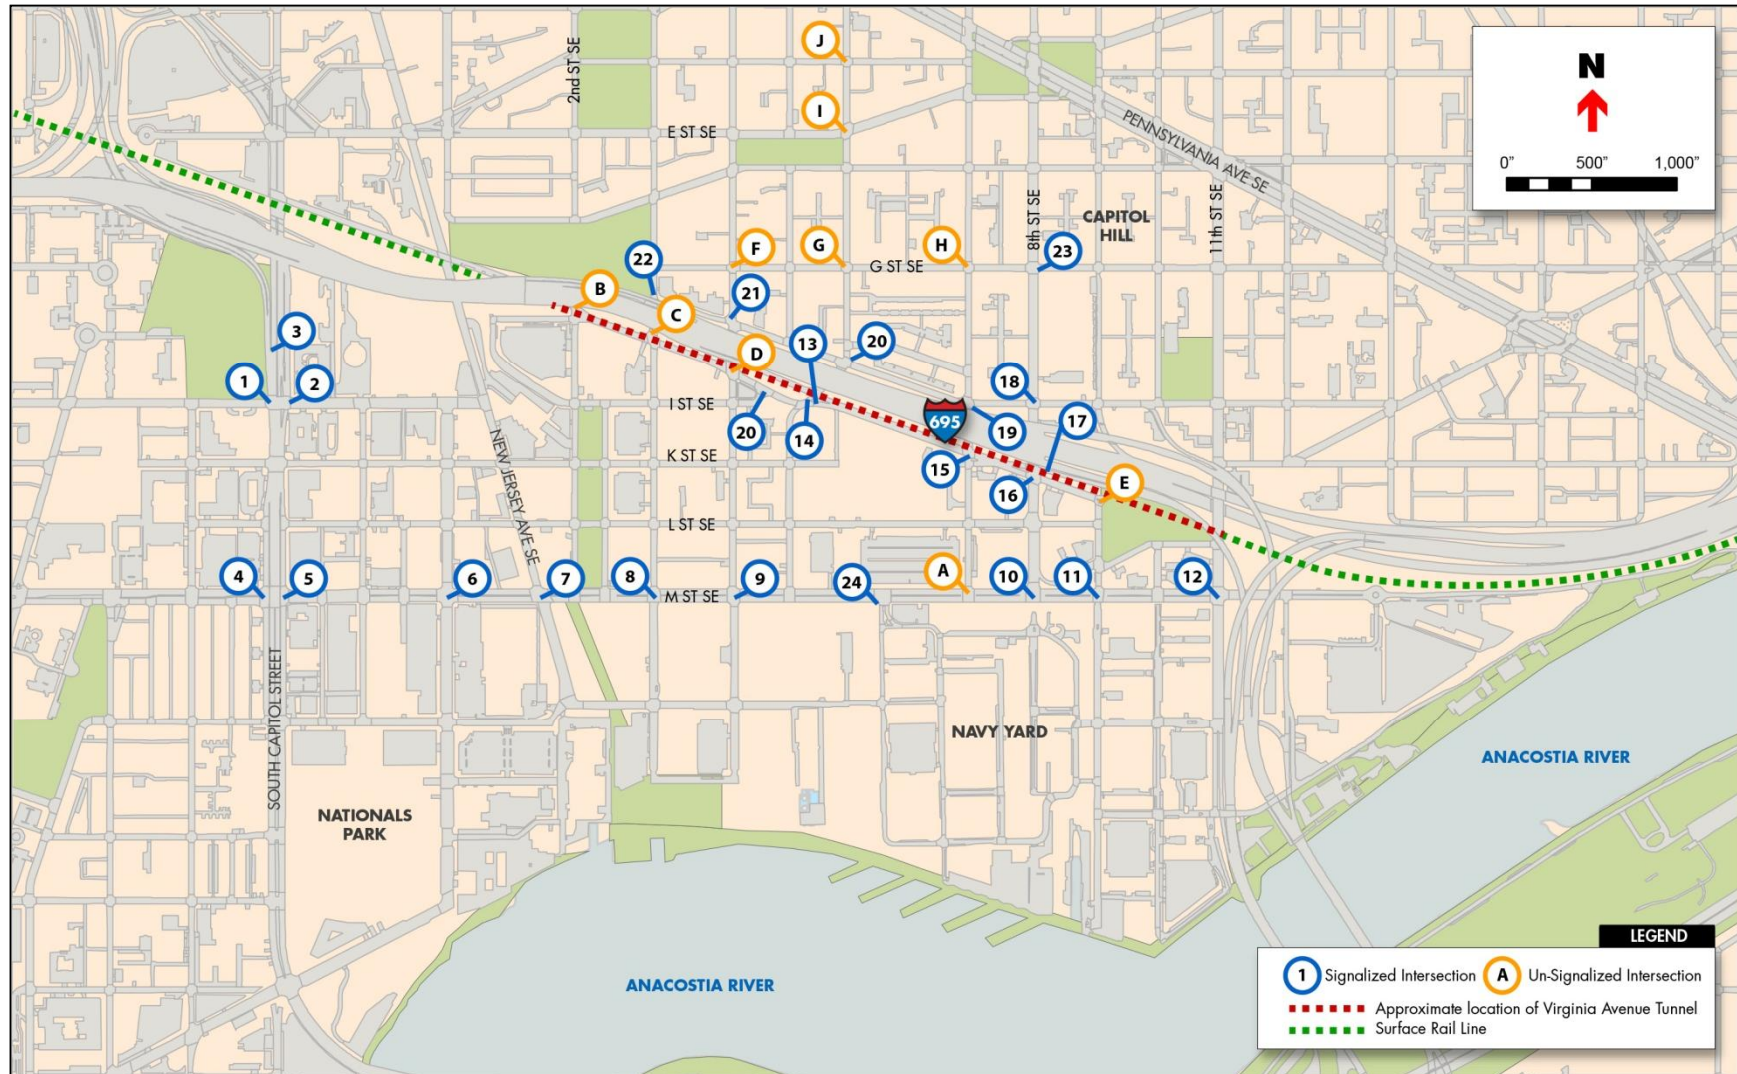 J
N
2nd ST SE
I
0”
500”
1,000”
E ST SE
PENNSYLVANIA AVE SE
8th ST SE
CAPITOL
HILL
11th ST SE
F
G
H
23
22
G ST SE
B
21
C
3
13
20
D
1
2
18
I ST SE
695
17
20
14
19
NEW JERSEY AVE SE
K ST SE
15
E
16
L ST SE
4
5
6
7
8
9
24
A
10
11
12
M ST SE
SOUTH CAPITOL STREET
NAVY YARD
ANACOSTIA RIVER
NATIONALS
PARK
ANACOSTIA RIVER
LEGEND
1 Signalized Intersection A Un-Signalized Intersection
Approximate location of Virginia Avenue Tunnel
Surface Rail Line